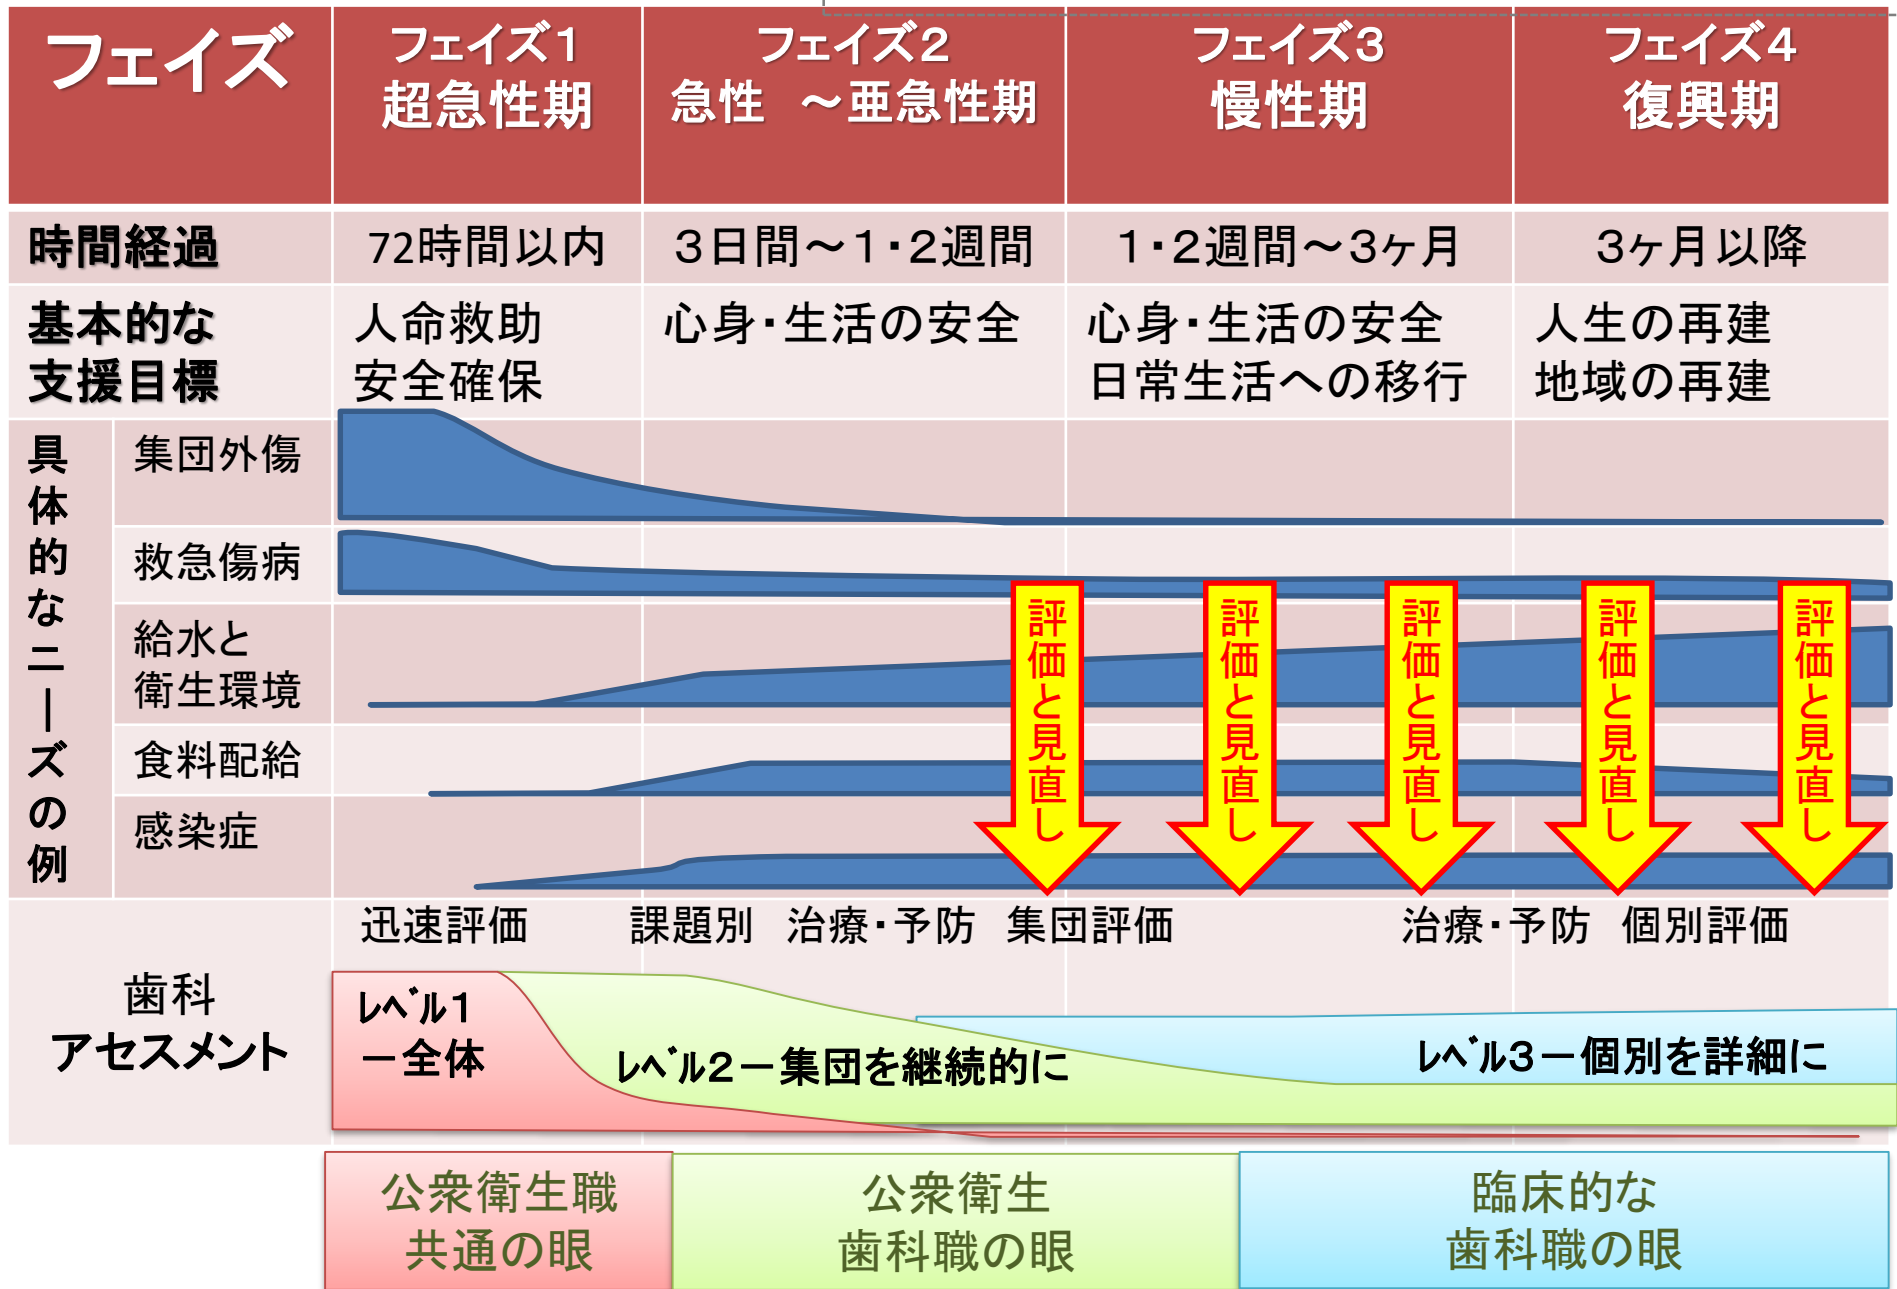 フェイズ
フェイズ１
超急性期
フェイズ２
急性　～亜急性期
フェイズ３
慢性期
フェイズ４
復興期
時間経過
72時間以内
３日間～１・２週間
１・２週間～３ヶ月
３ヶ月以降
基本的な
支援目標
人命救助
安全確保
心身・生活の安全
心身・生活の安全
日常生活への移行
人生の再建
地域の再建
具体的なニーズの例
集団外傷
救急傷病
給水と
衛生環境
食料配給
感染症
評価と見直し
評価と見直し
評価と見直し
評価と見直し
評価と見直し
歯科
アセスメント
迅速評価
課題別　治療・予防　集団評価
治療・予防　個別評価
ﾚﾍﾞﾙ１
－全体
ﾚﾍﾞﾙ２－集団を継続的に
ﾚﾍﾞﾙ３－個別を詳細に
公衆衛生職
共通の眼
公衆衛生
歯科職の眼
臨床的な
歯科職の眼